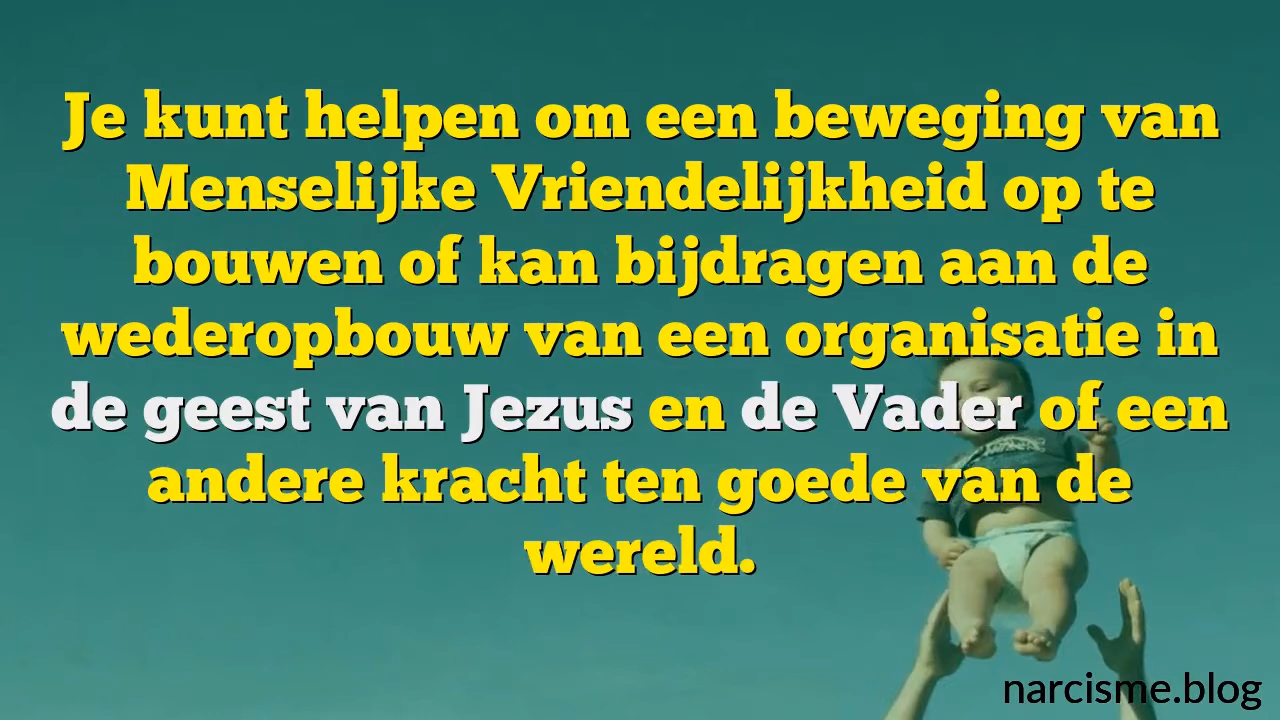 Je kunt helpen om een beweging van
Menselijke Vriendelijkheid op te
bouwen of kan bijdragen aan de
wederopbouw van een organisatie in
de geest van Jezus en de Vader of een
andere kracht ten goede van de
wereld.
narcisme.blog